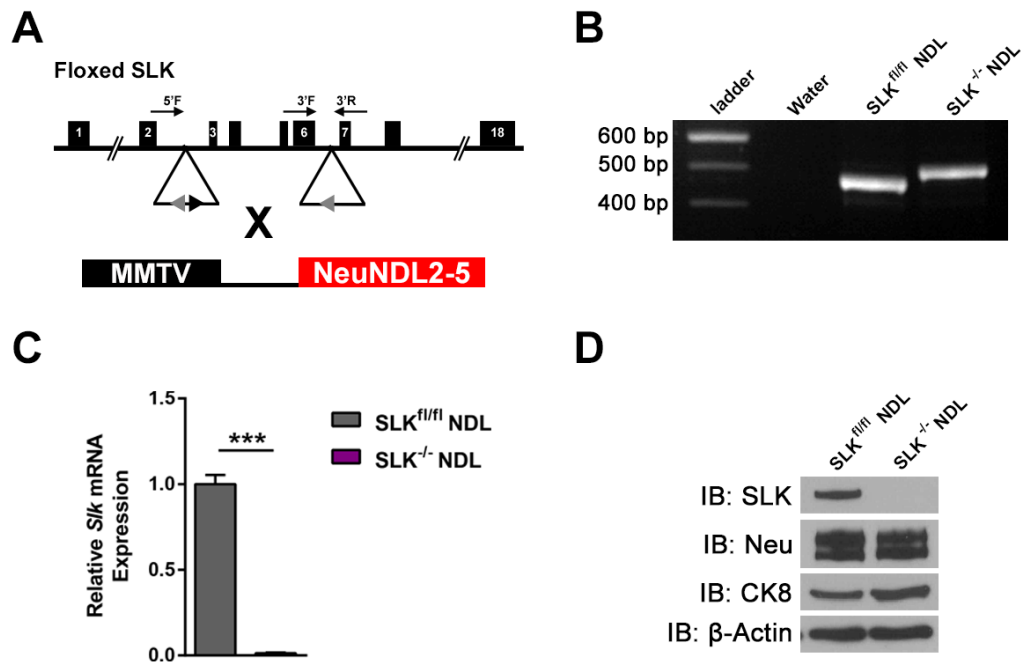 A
Floxed SLK
5'F
3'F
3'R
1
2
3
6
7
18
X
MMTV
NeuNDL2-5
B
ladder
Water
SLKfl/fl NDL
SLK-/- NDL
600 bp
500 bp
400 bp
C
Relative Slk mRNA
Expression
1.5
1.0
0.5
0.0
***
SLKfl/fl NDL
SLK-/- NDL
D
SLKfl/fl NDL
SLK-/- NDL
IB: SLK
IB: Neu
IB: CK8
IB: β-Actin